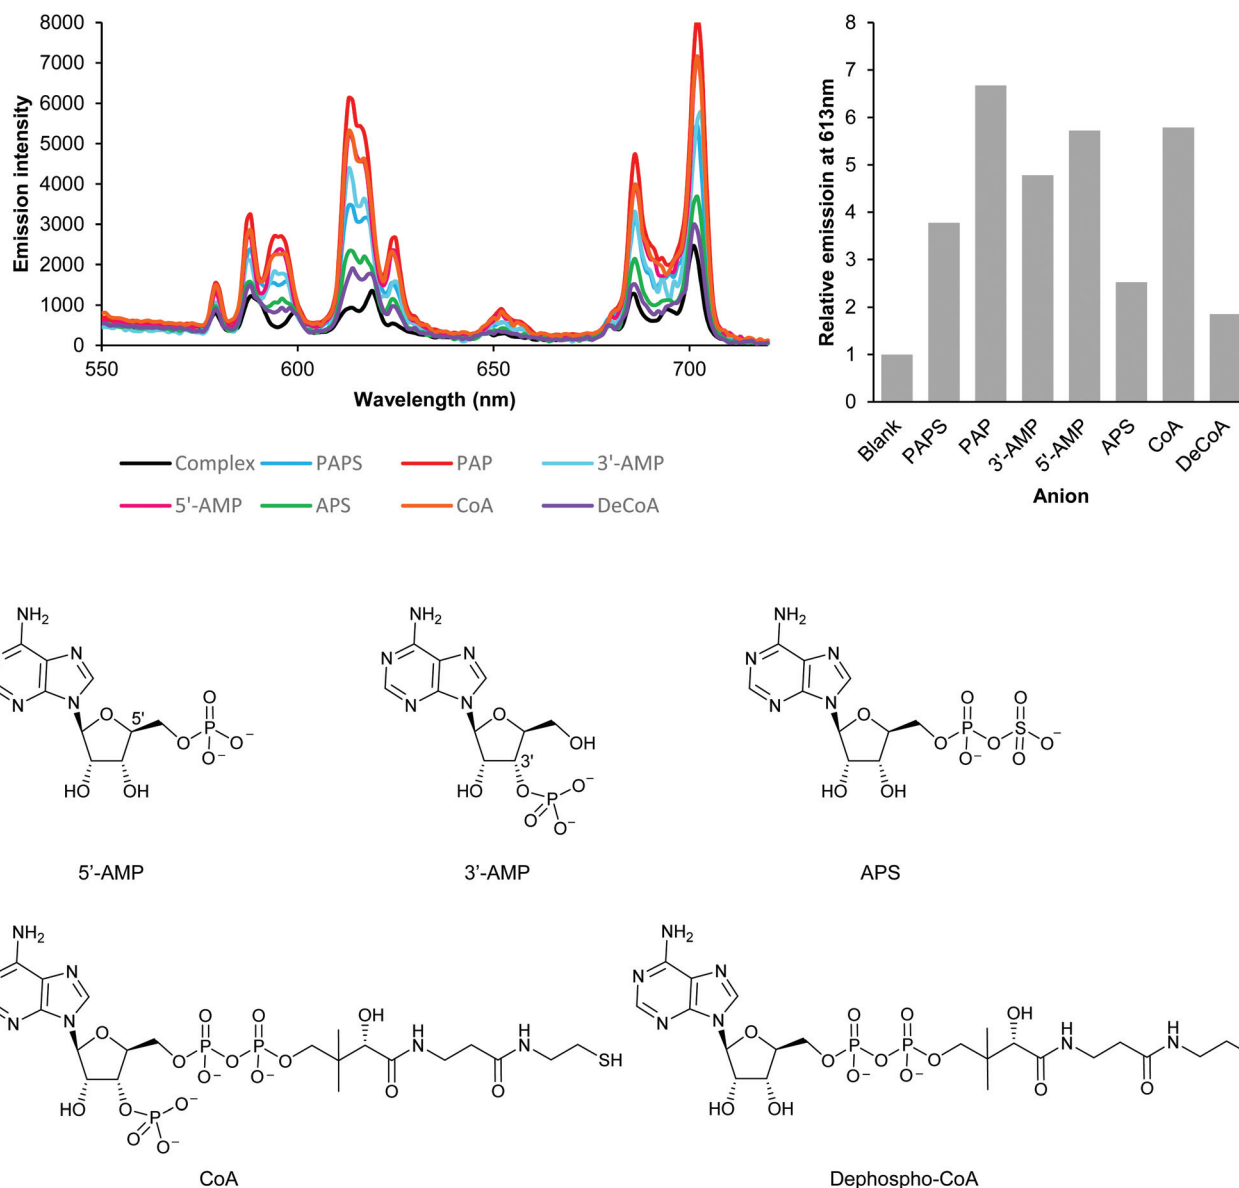 8000
7000
6000
5000
4000
3000
2000
1000
0
Emission intensity
550 600 650 700
Wavelength (nm)
Complex PAPS PAP 3'-AMP
5'-AMP APS CoA DeCoA
8
7
6
5
4
3
2
1
0
Relative emissioin at 613nm
Blank PAPS PAP 3'-AMP 5'-AMP APS CoA DeCoA
Anion
NH2
N
N
N
N
O
5'
O
P
O
O−
O−
HO
OH
5’-AMP
NH2
N
N
N
N
O
OH
3'
HO
O
P
O
O−
O−
3’-AMP
NH2
N
N
N
N
O
O
P
O
O−
O
S
O
O
O−
HO
OH
APS
NH2
N
N
N
N
O
O
P
O
O−
O
P
O
O−
O
OH
O
H
N
O
H
N
SH
HO
O
P
O
O−
O−
CoA
NH2
N
N
N
N
O
O
P
O
O−
O
P
O
O−
O
OH
O
H
N
O
H
N
HO
OH
Dephospho-CoA